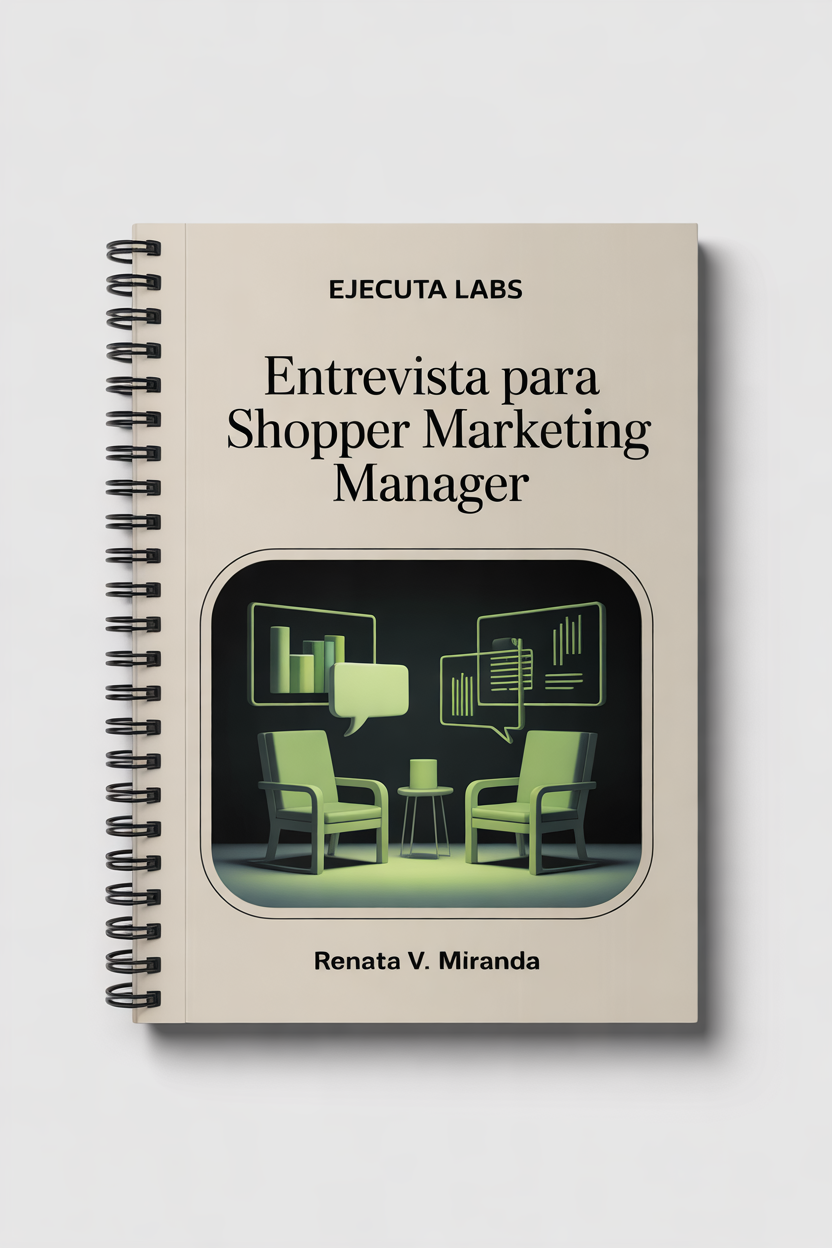 EJECUTA LABS
Entrevista para
Shopper Marketing
Manager
Renata V. Miranda